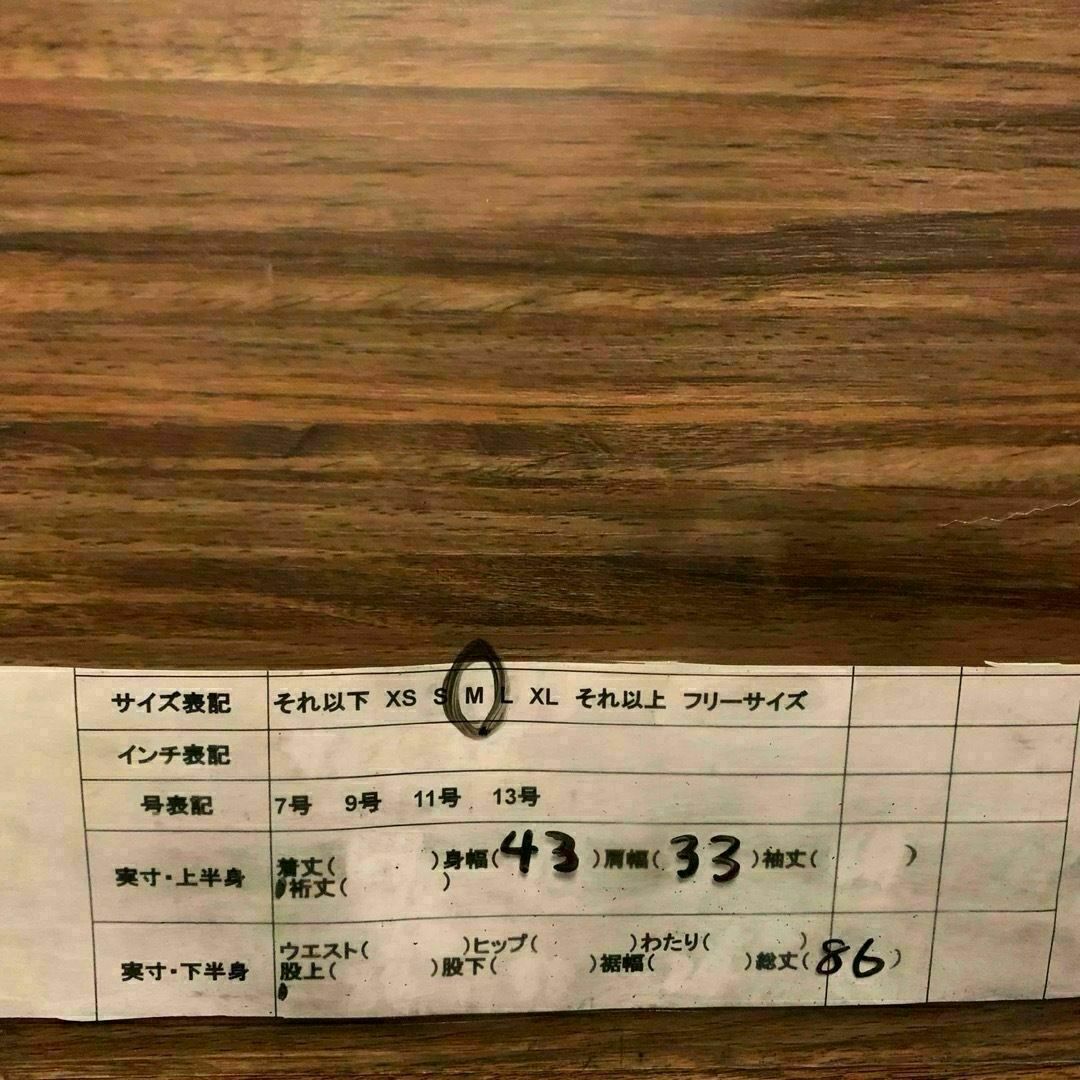 サイズ表記 それ以下 XS S M L XL それ以上 フリーサイズ
インチ表記
号表記 7号 9号 11号 13号
実寸・上半身 着丈( )身幅(43)肩幅(33)袖丈( )
裄丈( )
実寸・下半身 ウエスト( )ヒップ( )わたり( )
股上( )股下( )裾幅( )総丈(86)